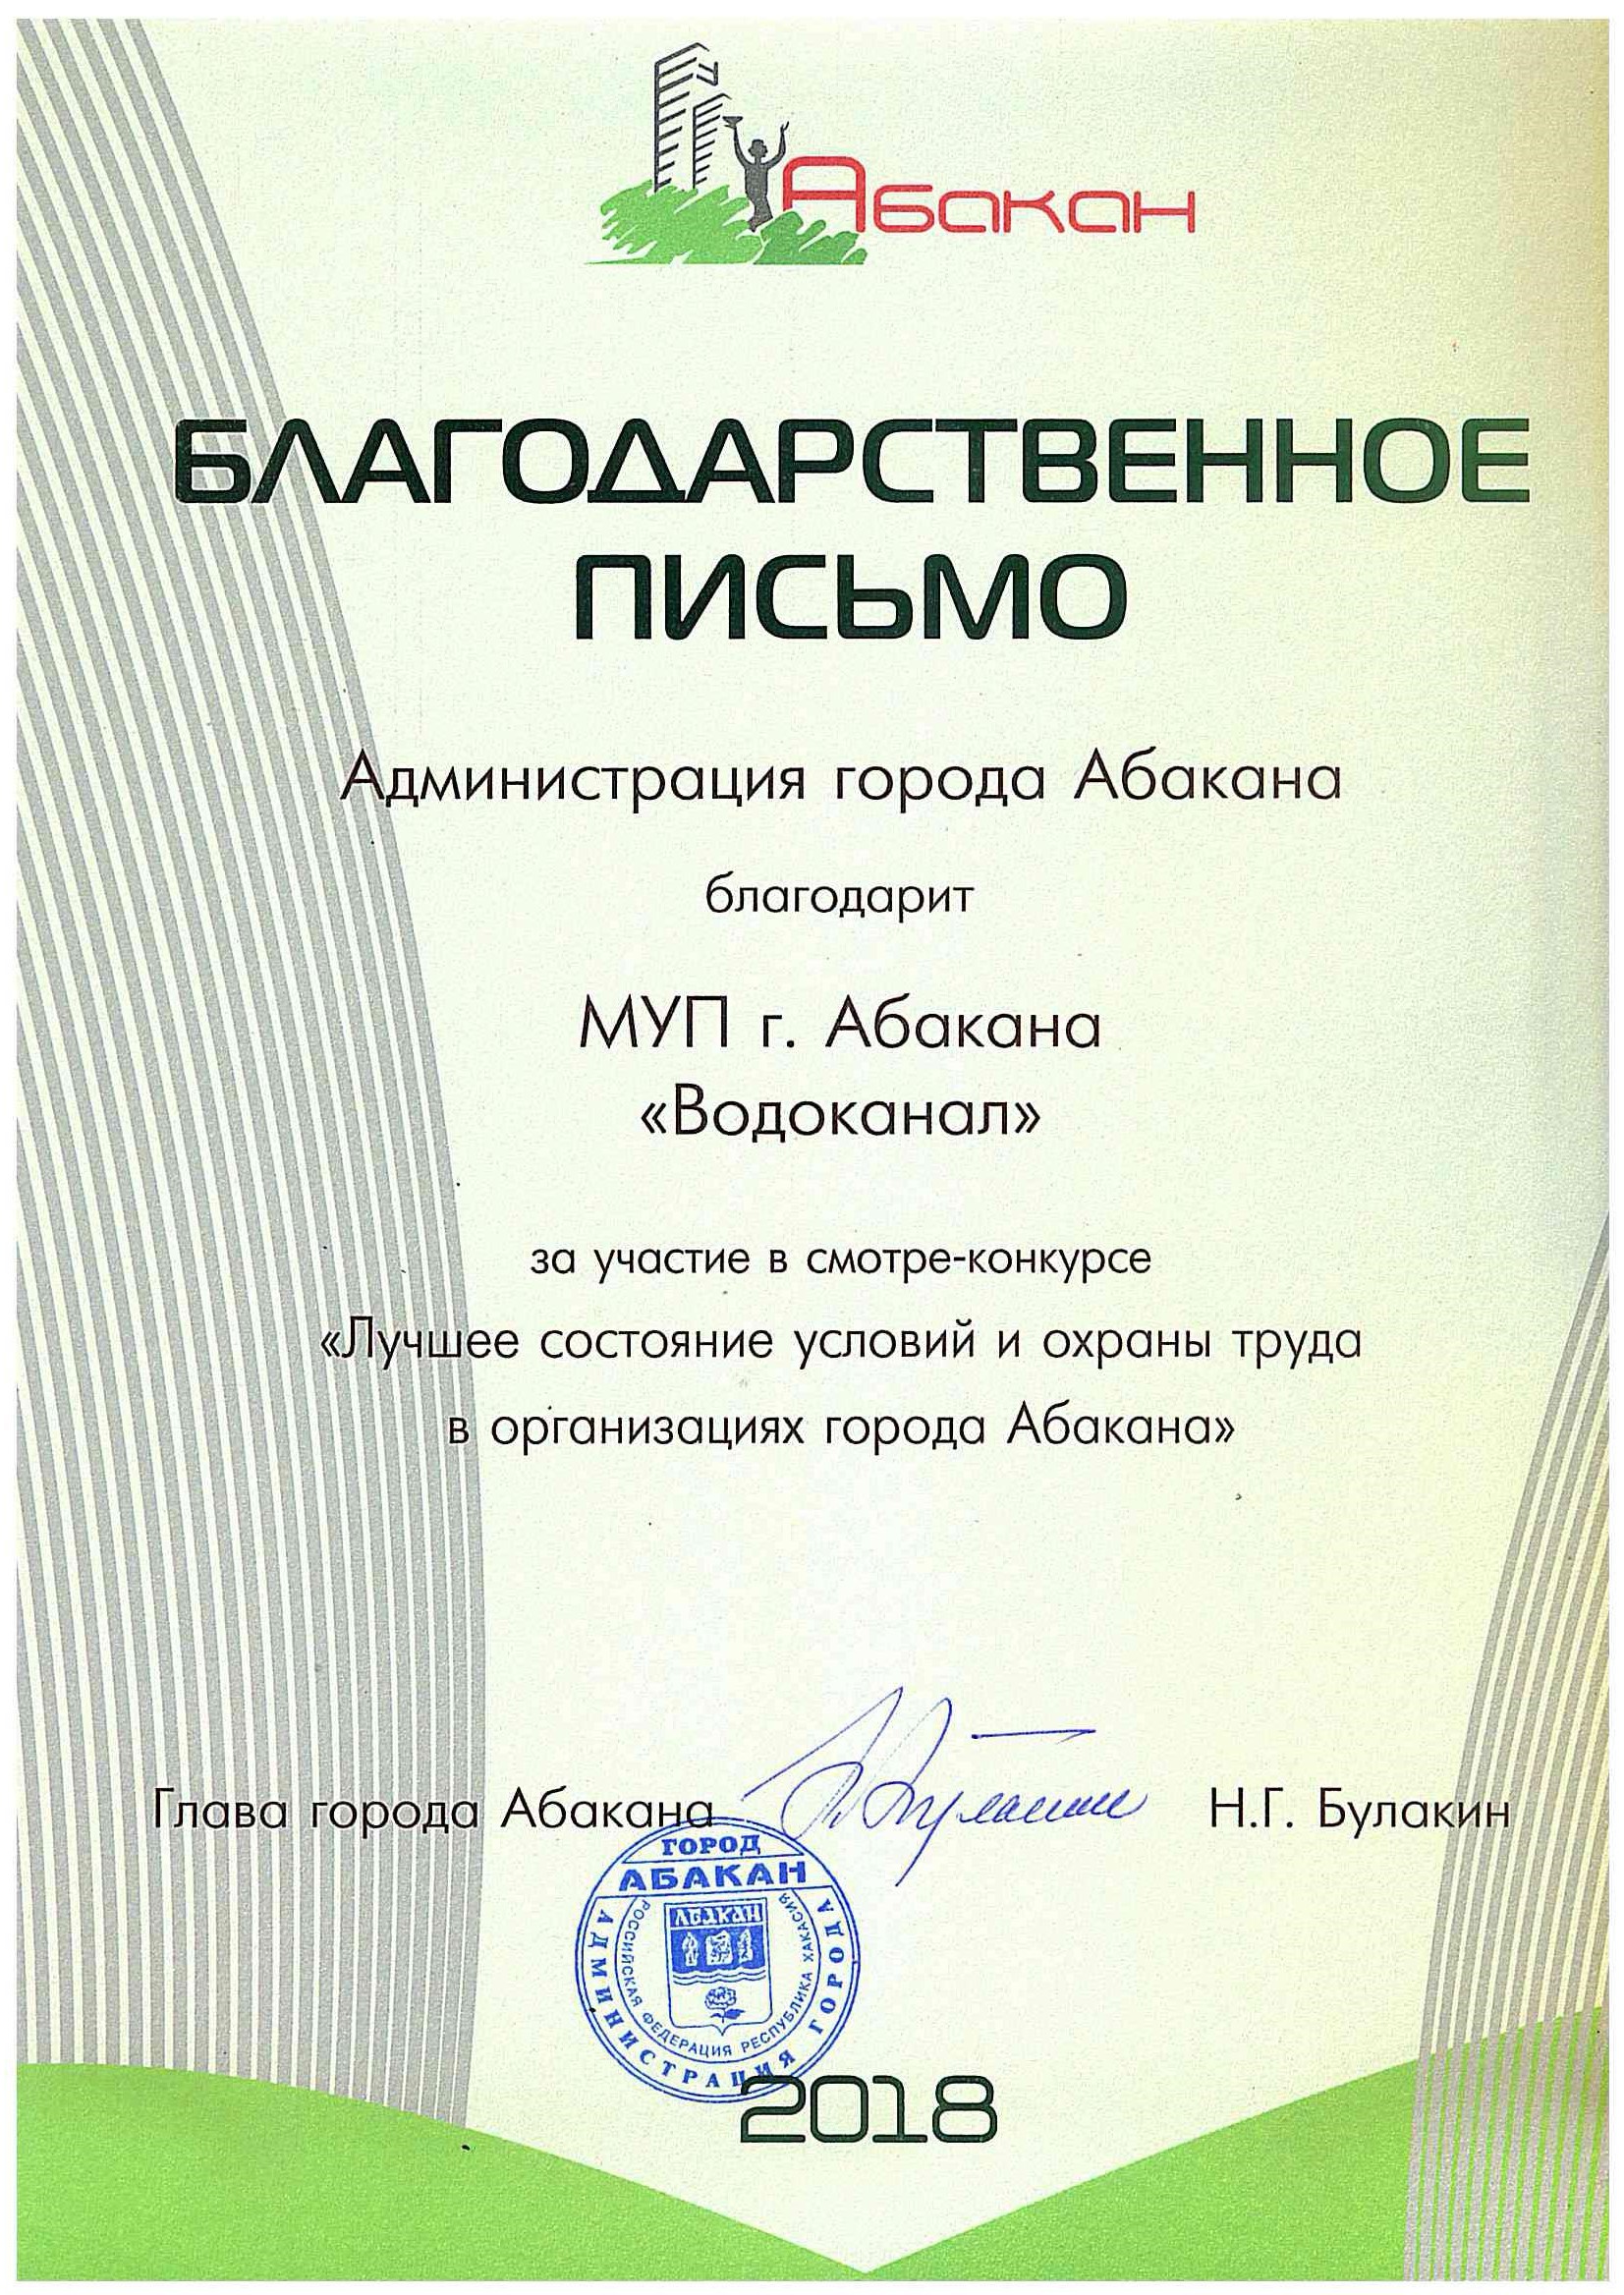 Абакан
БЛАГОДАРСТВЕННОЕ
ПИСЬМО
Администрация города Абакана
благодарит
МУП г. Абакана
«Водоканал»
за участие в смотре-конкурсе
«Лучшее состояние условий и охраны труда
в организациях города Абакана»
Глава города Абакана
Н.Г. Булакин
ГОРОД
АБАКАН
АДМИНИСТРАЦИЯ ГОРОДА
РОССИЙСКАЯ ФЕДЕРАЦИЯ РЕСПУБЛИКА ХАКАСИЯ
АБАКАН
2018